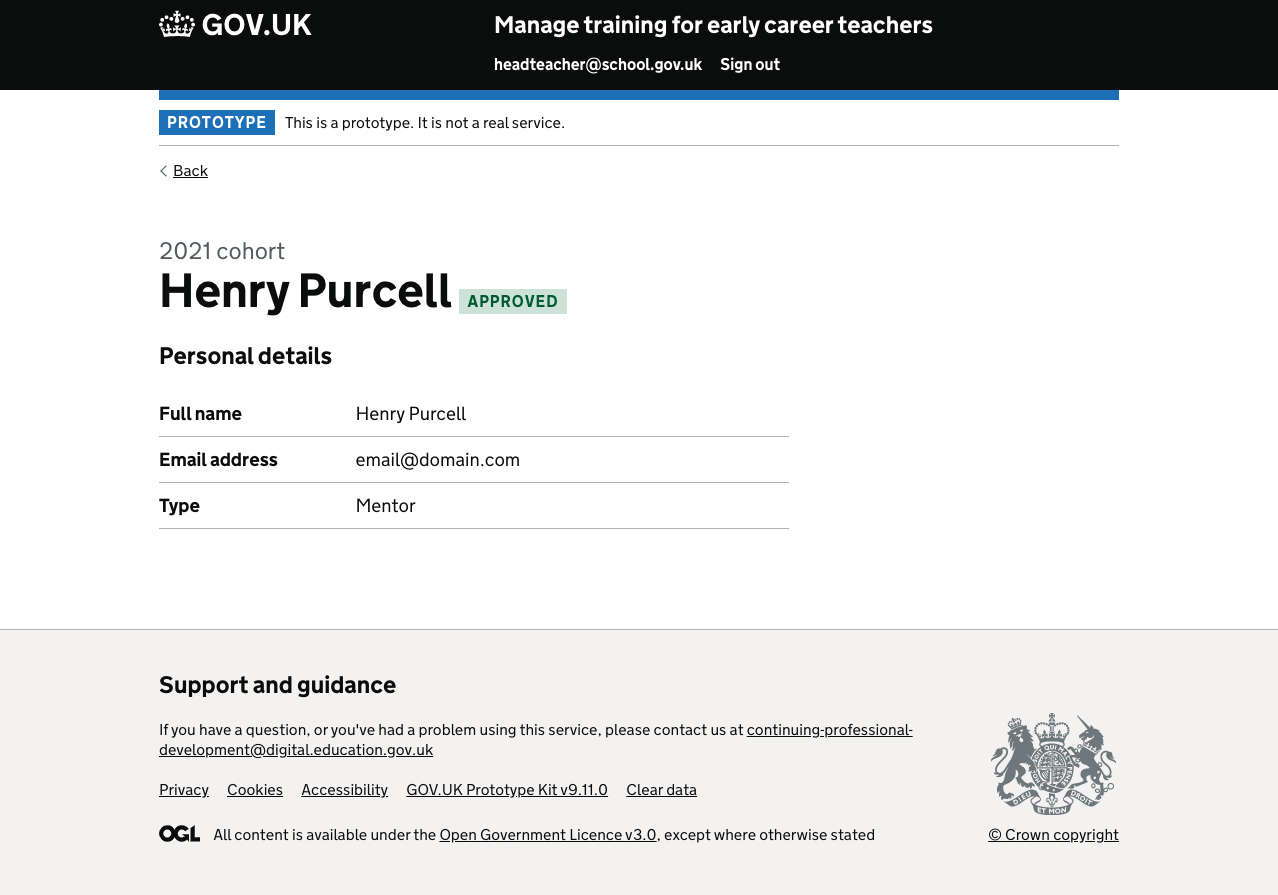 GOV.UK
Manage training for early career teachers
headteacher@school.gov.uk Sign out
PROTOTYPE This is a prototype. It is not a real service.
Back
2021 cohort
Henry Purcell APPROVED
Personal details
Full name Henry Purcell
Email address email@domain.com
Type Mentor
Support and guidance
If you have a question, or you've had a problem using this service, please contact us at continuing-professional-
development@digital.education.gov.uk
Privacy Cookies Accessibility GOV.UK Prototype Kit v9.11.0 Clear data
OGL All content is available under the Open Government Licence v3.0, except where otherwise stated
DIEU ET MON DROIT
© Crown copyright